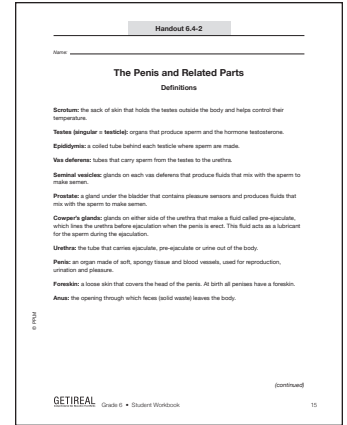 Handout 6.4-2
Name:
The Penis and Related Parts
Definitions
Scrotum: the sack of skin that holds the testes outside the body and helps control their
temperature.
Testes (singular = testicle): organs that produce sperm and the hormone testosterone.
Epididymis: a coiled tube behind each testicle where sperm are made.
Vas deferens: tubes that carry sperm from the testes to the urethra.
Seminal vesicles: glands on each vas deferens that produce fluids that mix with the sperm to
make semen.
Prostate: a gland under the bladder that contains pleasure sensors and produces fluids that
mix with the sperm to make semen.
Cowper's glands: glands on either side of the urethra that make a fluid called pre-ejaculate,
which lines the urethra before ejaculation when the penis is erect. This fluid acts as a lubricant
for the sperm during the ejaculation.
Urethra: the tube that carries ejaculate, pre-ejaculate or urine out of the body.
Penis: an organ made of soft, spongy tissue and blood vessels, used for reproduction,
urination and pleasure.
Foreskin: a loose skin that covers the head of the penis. At birth all penises have a foreskin.
Anus: the opening through which feces (solid waste) leaves the body.
© PPLM
(continued)
GET REAL Grade 6 • Student Workbook 15